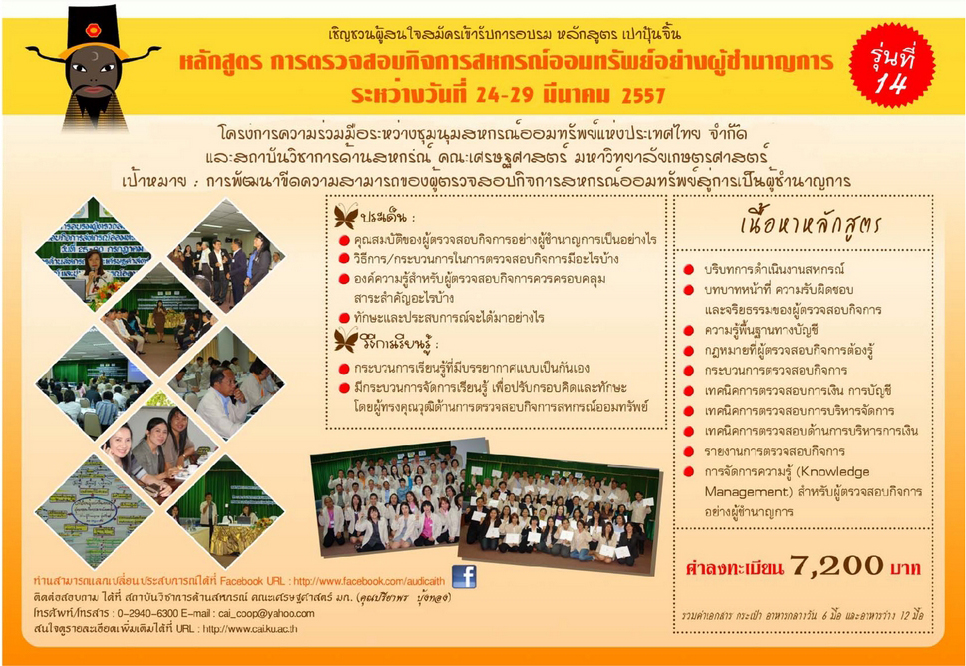 เชิญชวนผู้สนใจสมัครเข้ารับการอบรม หลักสูตร เปาปุ้นจิ้น
หลักสูตร การตรวจสอบกิจการสหกรณ์ออมทรัพย์อย่างผู้ชำนาญการ
ระหว่างวันที่ 24-29 มีนาคม 2557
รุ่นที่
14
โครงการความร่วมมือระหว่างชุมนุมสหกรณ์ออมทรัพย์แห่งประเทศไทย จำกัด
และสถาบันวิชาการด้านสหกรณ์ คณะเศรษฐศาสตร์ มหาวิทยาลัยเกษตรศาสตร์
เป้าหมาย : การพัฒนาขีดความสามารถของผู้ตรวจสอบกิจการสหกรณ์ออมทรัพย์สู่การเป็นผู้ชำนาญการ
ประเด็น :
คุณสมบัติของผู้ตรวจสอบกิจการอย่างผู้ชำนาญการเป็นอย่างไร
วิธีการ/กระบวนการในการตรวจสอบกิจการมีอะไรบ้าง
องค์ความรู้สำหรับผู้ตรวจสอบกิจการควรครอบคลุม
สาระสำคัญอะไรบ้าง
ทักษะและประสบการณ์จะได้มาอย่างไร
วิธีการเรียนรู้ :
กระบวนการเรียนรู้ที่มีบรรยากาศแบบเป็นกันเอง
มีกระบวนการจัดการเรียนรู้ เพื่อปรับกรอบคิดและทักษะ
โดยผู้ทรงคุณวุฒิด้านการตรวจสอบกิจการสหกรณ์ออมทรัพย์
เนื้อหาหลักสูตร
บริบทการดำเนินงานสหกรณ์
บทบาทหน้าที่ ความรับผิดชอบ
และจริยธรรมของผู้ตรวจสอบกิจการ
ความรู้พื้นฐานทางบัญชี
กฎหมายที่ผู้ตรวจสอบกิจการต้องรู้
กระบวนการตรวจสอบกิจการ
เทคนิคการตรวจสอบการเงิน การบัญชี
เทคนิคการตรวจสอบการบริหารจัดการ
เทคนิคการตรวจสอบด้านการบริหารการเงิน
รายงานการตรวจสอบกิจการ
การจัดการความรู้ (Knowledge
Management) สำหรับผู้ตรวจสอบกิจการ
อย่างผู้ชำนาญการ
ค่าลงทะเบียน 7,200 บาท
รวมค่าเอกสาร กระเป๋า อาหารกลางวัน 6 มื้อ และอาหารว่าง 12 มื้อ
ท่านสามารถแลกเปลี่ยนประสบการณ์ได้ที่ Facebook URL : http://www.facebook.com/audicaith
ติดต่อสอบถาม ได้ที่ สถาบันวิชาการด้านสหกรณ์ คณะเศรษฐศาสตร์ มก. (คุณปรียาพร บุ้งทอง)
โทรศัพท์/โทรสาร : 0-2940-6300 E-mail : cai_coop@yahoo.com
สนใจดูรายละเอียดเพิ่มเติมได้ที่ URL : http://www.cai.ku.ac.th